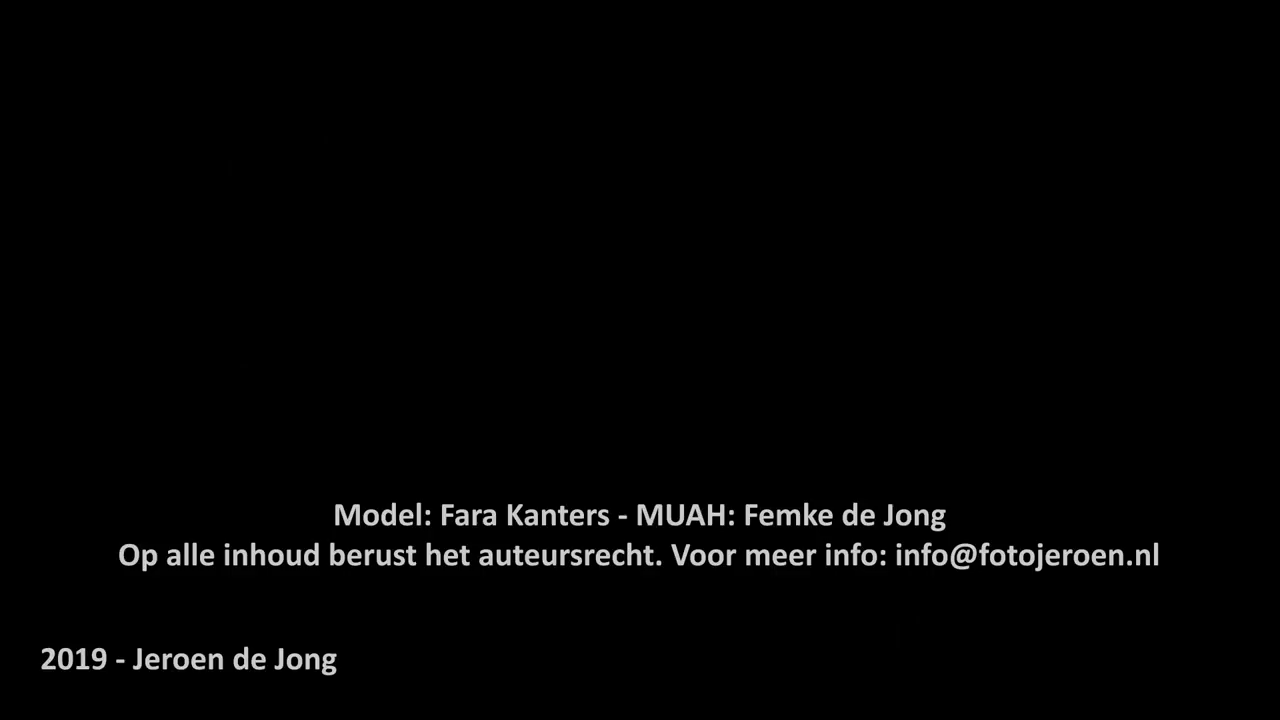 Model: Fara Kanters - MUAH: Femke de Jong
Op alle inhoud berust het auteursrecht. Voor meer info: info@fotojeroen.nl
2019 - Jeroen de Jong